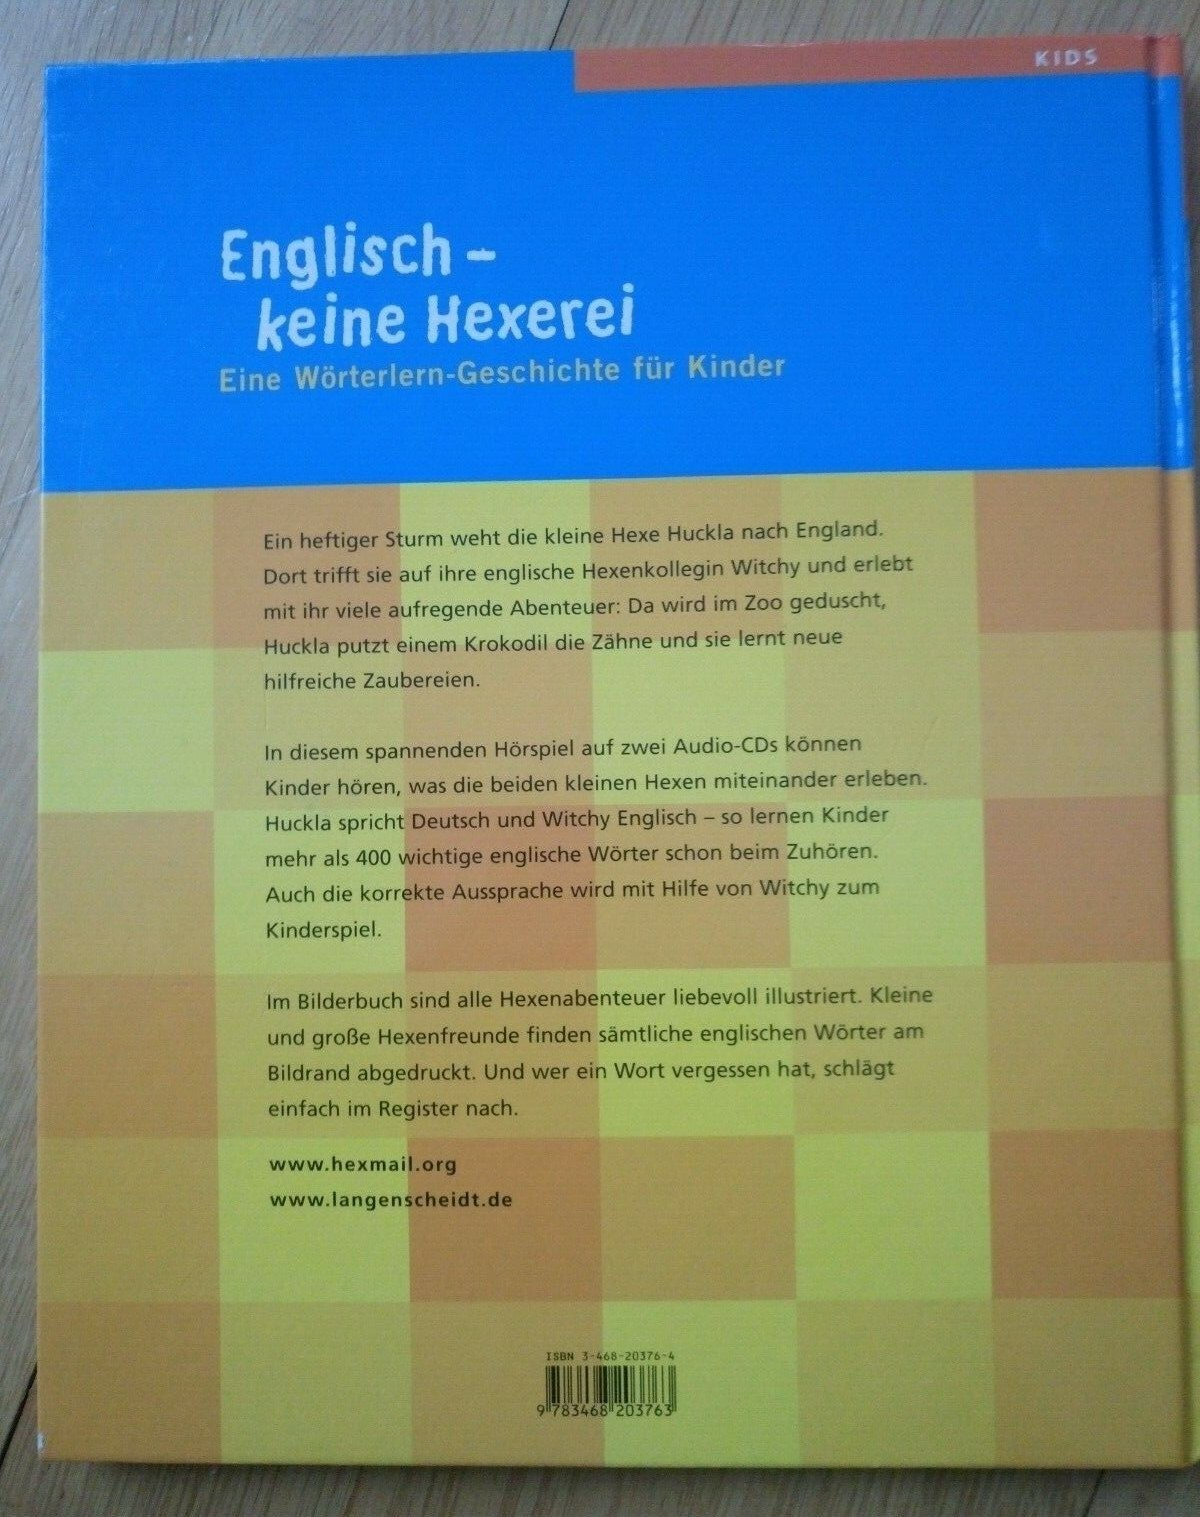 KIDS
Englisch –
keine Hexerei
Eine Wörterlern-Geschichte für Kinder
Ein heftiger Sturm weht die kleine Hexe Huckla nach England.
Dort trifft sie auf ihre englische Hexenkollegin Witchy und erlebt
mit ihr viele aufregende Abenteuer: Da wird im Zoo geduscht,
Huckla putzt einem Krokodil die Zähne und sie lernt neue
hilfreiche Zaubereien.
In diesem spannenden Hörspiel auf zwei Audio-CDs können
Kinder hören, was die beiden kleinen Hexen miteinander erleben.
Huckla spricht Deutsch und Witchy Englisch – so lernen Kinder
mehr als 400 wichtige englische Wörter schon beim Zuhören.
Auch die korrekte Aussprache wird mit Hilfe von Witchy zum
Kinderspiel.
Im Bilderbuch sind alle Hexenabenteuer liebevoll illustriert. Kleine
und große Hexenfreunde finden sämtliche englischen Wörter am
Bildrand abgedruckt. Und wer ein Wort vergessen hat, schlägt
einfach im Register nach.
www.hexmail.org
www.langenscheidt.de
ISBN 3-468-20376-4
9 783468 203763